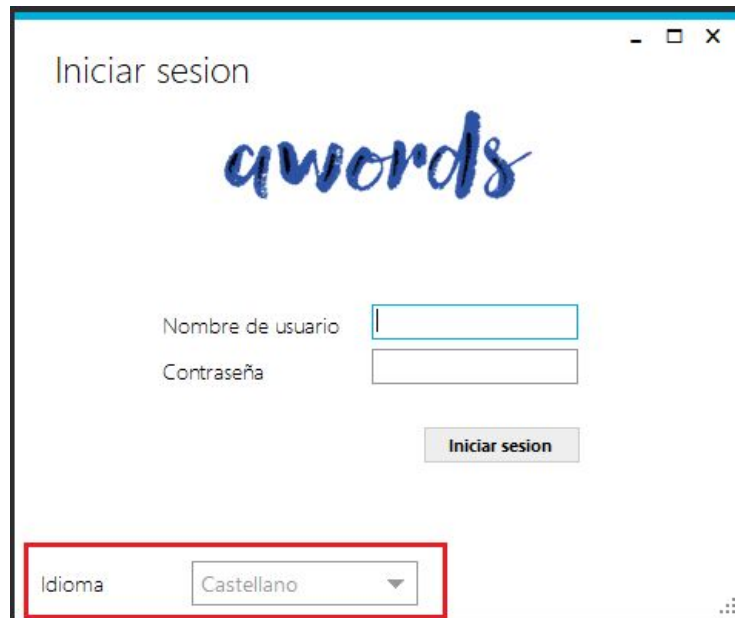 Iniciar sesion
awords
Nombre de usuario
Contraseña
Iniciar sesion
Idioma
Castellano